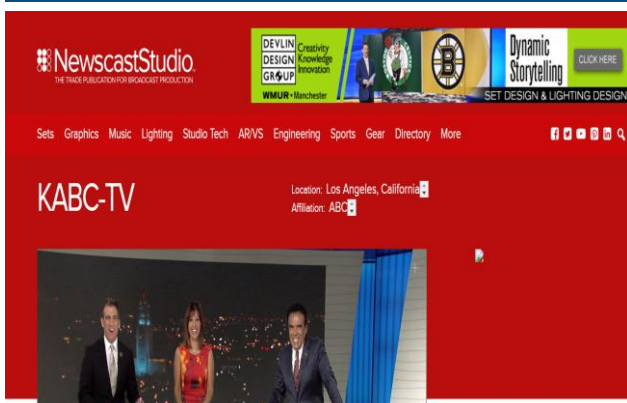 NewscastStudio.
THE TRADE PUBLICATION FOR BROADCAST PRODUCTION
DEVLIN
DESIGN
GROUP
Creativity
Knowledge
Innovation
WMUR • Manchester
B
Dynamic
Storytelling
CLICK HERE
SET DESIGN & LIGHTING DESIGN
Sets Graphics Music Lighting Studio Tech AR/VS Engineering Sports Gear Directory More
KABC-TV
Location: Los Angeles, California
Affiliation: ABC